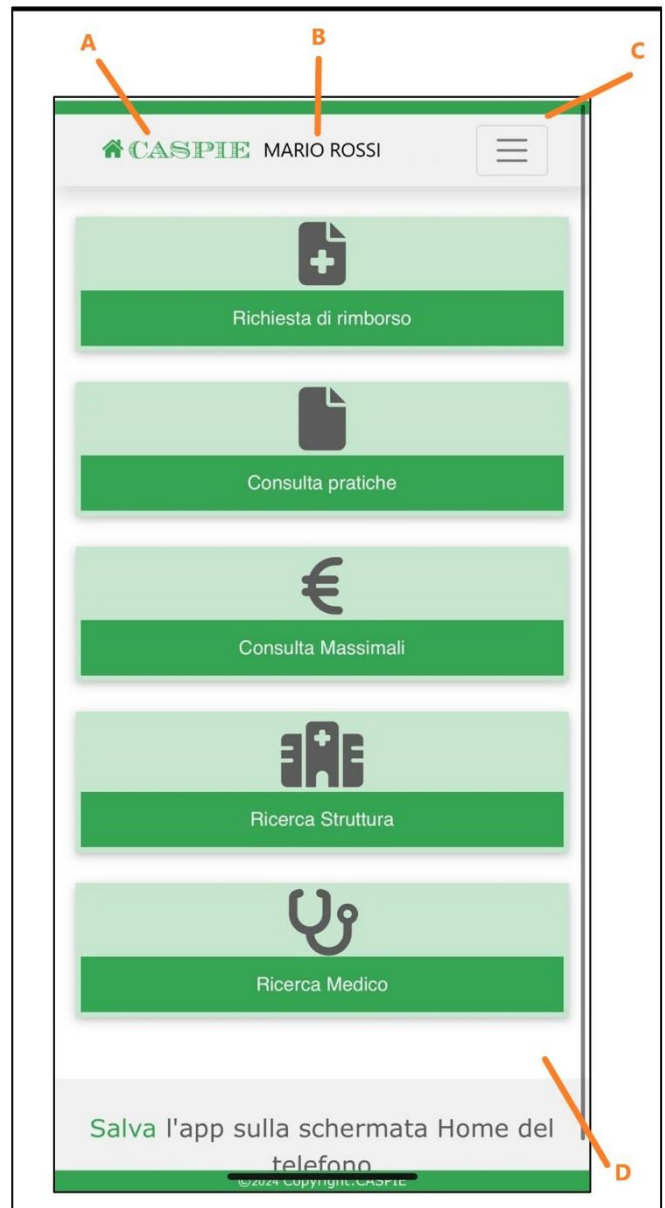 A
B
C
CASPIE MARIO ROSSI
Richiesta di rimborso
Consulta pratiche
€
Consulta Massimali
Ricerca Struttura
Ricerca Medico
Salva l'app sulla schermata Home del
telefono
©2024 Copyright:CASPIE
D